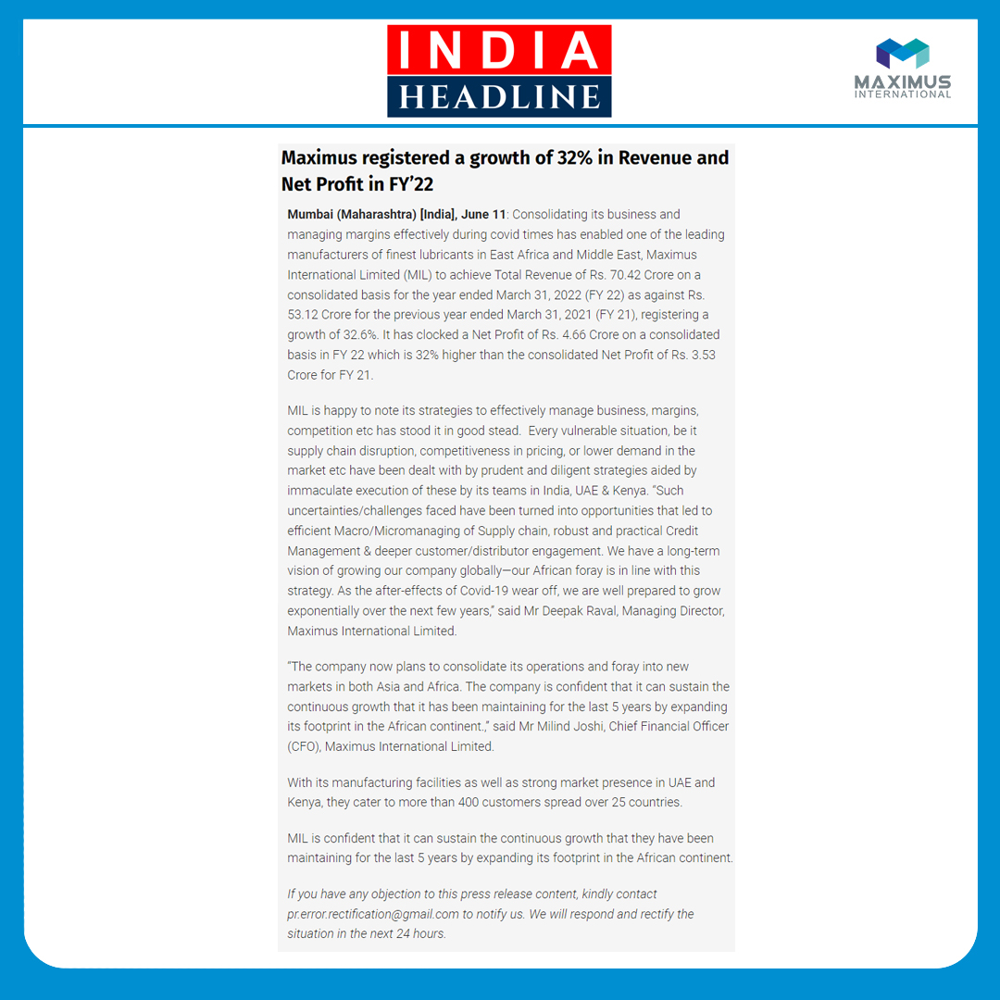 INDIA
HEADLINE
MAXIMUS
INTERNATIONAL
Maximus registered a growth of 32% in Revenue and
Net Profit in FY’22
Mumbai (Maharashtra) [India], June 11: Consolidating its business and
managing margins effectively during covid times has enabled one of the leading
manufacturers of finest lubricants in East Africa and Middle East, Maximus
International Limited (MIL) to achieve Total Revenue of Rs. 70.42 Crore on a
consolidated basis for the year ended March 31, 2022 (FY 22) as against Rs.
53.12 Crore for the previous year ended March 31, 2021 (FY 21), registering a
growth of 32.6%. It has clocked a Net Profit of Rs. 4.66 Crore on a consolidated
basis in FY 22 which is 32% higher than the consolidated Net Profit of Rs. 3.53
Crore for FY 21.
MIL is happy to note its strategies to effectively manage business, margins,
competition etc has stood it in good stead.  Every vulnerable situation, be it
supply chain disruption, competitiveness in pricing, or lower demand in the
market etc have been dealt with by prudent and diligent strategies aided by
immaculate execution of these by its teams in India, UAE & Kenya. “Such
uncertainties/challenges faced have been turned into opportunities that led to
efficient Macro/Micromanaging of Supply chain, robust and practical Credit
Management & deeper customer/distributor engagement. We have a long-term
vision of growing our company globally—our African foray is in line with this
strategy. As the after-effects of Covid-19 wear off, we are well prepared to grow
exponentially over the next few years,” said Mr Deepak Raval, Managing Director,
Maximus International Limited.
“The company now plans to consolidate its operations and foray into new
markets in both Asia and Africa. The company is confident that it can sustain the
continuous growth that it has been maintaining for the last 5 years by expanding
its footprint in the African continent.,” said Mr Milind Joshi, Chief Financial Officer
(CFO), Maximus International Limited.
With its manufacturing facilities as well as strong market presence in UAE and
Kenya, they cater to more than 400 customers spread over 25 countries.
MIL is confident that it can sustain the continuous growth that they have been
maintaining for the last 5 years by expanding its footprint in the African continent.
If you have any objection to this press release content, kindly contact
pr.error.rectification@gmail.com to notify us. We will respond and rectify the
situation in the next 24 hours.